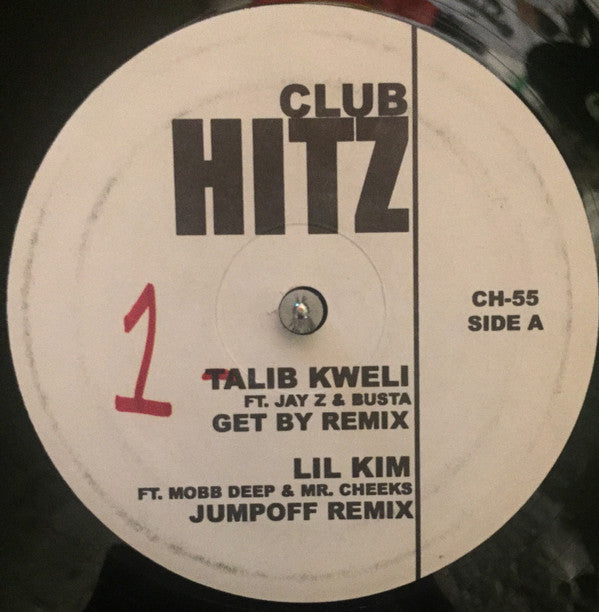 CLUB
HITZ
CH-55
SIDE A
1
TALIB KWELI
FT. JAY Z & BUSTA
GET BY REMIX
LIL KIM
FT. MOBB DEEP & MR. CHEEKS
JUMPOFF REMIX